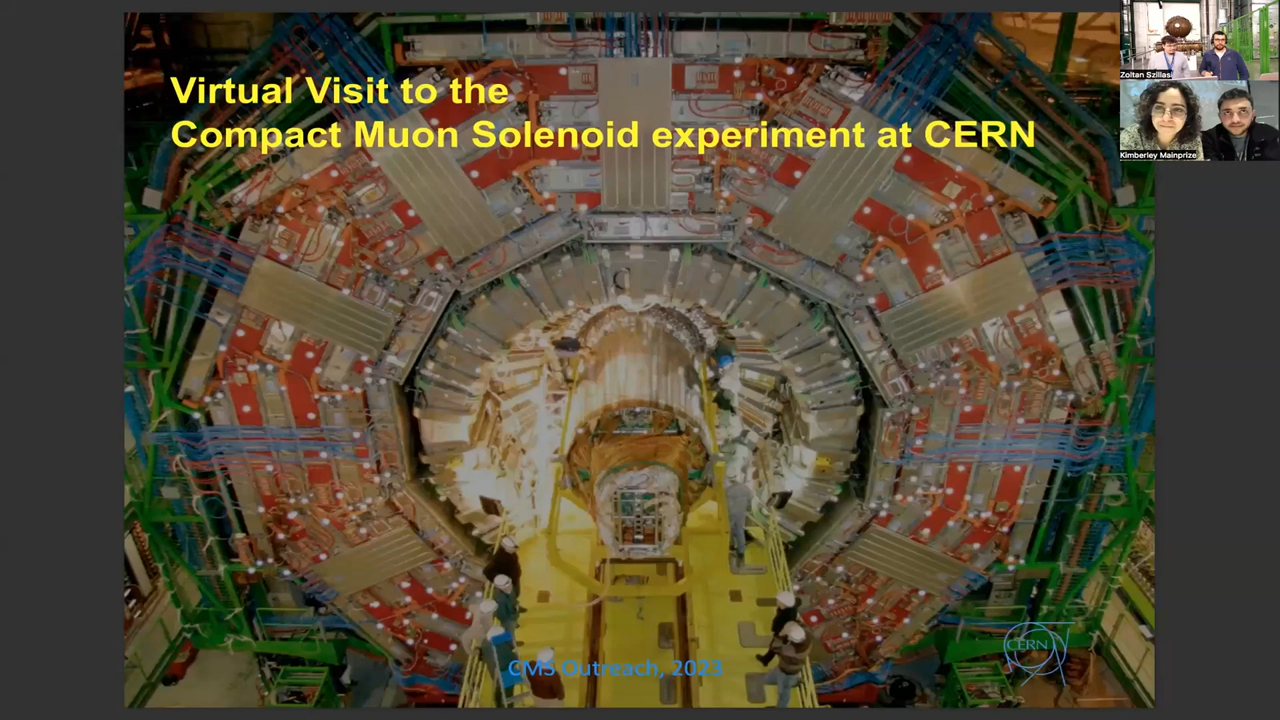 Virtual Visit to the
Compact Muon Solenoid experiment at CERN
Zoltan Szillasi
Kimberley Mainprize
CMS Outreach, 2023
CERN